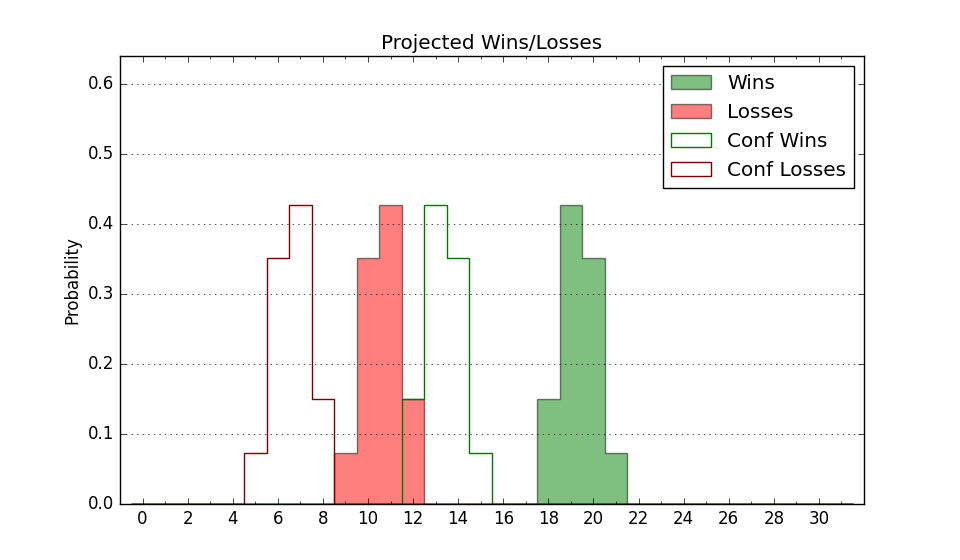 Projected Wins/Losses
Wins
Losses
Conf Wins
Conf Losses
Probability
0.6
0.5
0.4
0.3
0.2
0.1
0.0
0 2 4 6 8 10 12 14 16 18 20 22 24 26 28 30